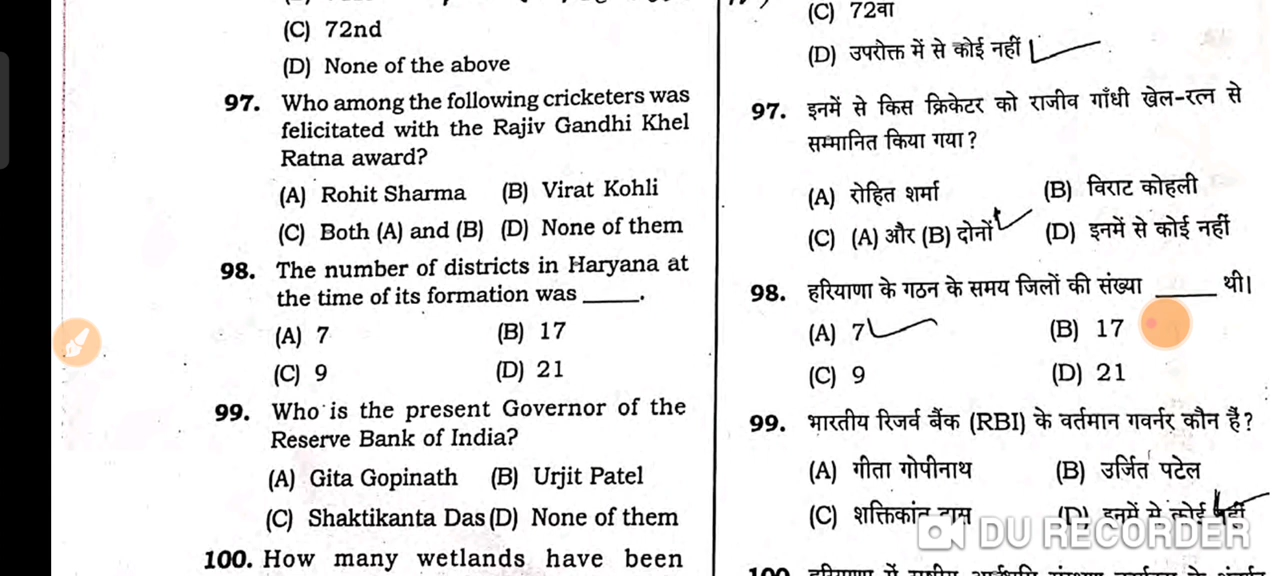 (C) 72nd
(D) None of the above
97. Who among the following cricketers was
felicitated with the Rajiv Gandhi Khel
Ratna award?
(A) Rohit Sharma (B) Virat Kohli
(C) Both (A) and (B) (D) None of them
98. The number of districts in Haryana at
the time of its formation was _____.
(A) 7 (B) 17
(C) 9 (D) 21
99. Who is the present Governor of the
Reserve Bank of India?
(A) Gita Gopinath (B) Urjit Patel
(C) Shaktikanta Das (D) None of them
100. How many wetlands have been
(C) 72वा
(D) उपरोक्त में से कोई नहीं
97. इनमें से किस क्रिकेटर को राजीव गाँधी खेल-रत्न से
सम्मानित किया गया?
(A) रोहित शर्मा (B) विराट कोहली
(C) (A) और (B) दोनों (D) इनमें से कोई नहीं
98. हरियाणा के गठन के समय जिलों की संख्या _____ थी।
(A) 7 (B) 17
(C) 9 (D) 21
99. भारतीय रिजर्व बैंक (RBI) के वर्तमान गवर्नर कौन हैं?
(A) गीता गोपीनाथ (B) उर्जित पटेल
(C) शक्तिकांत दास (D) इनमें से कोई नहीं
DU RECORDER
100